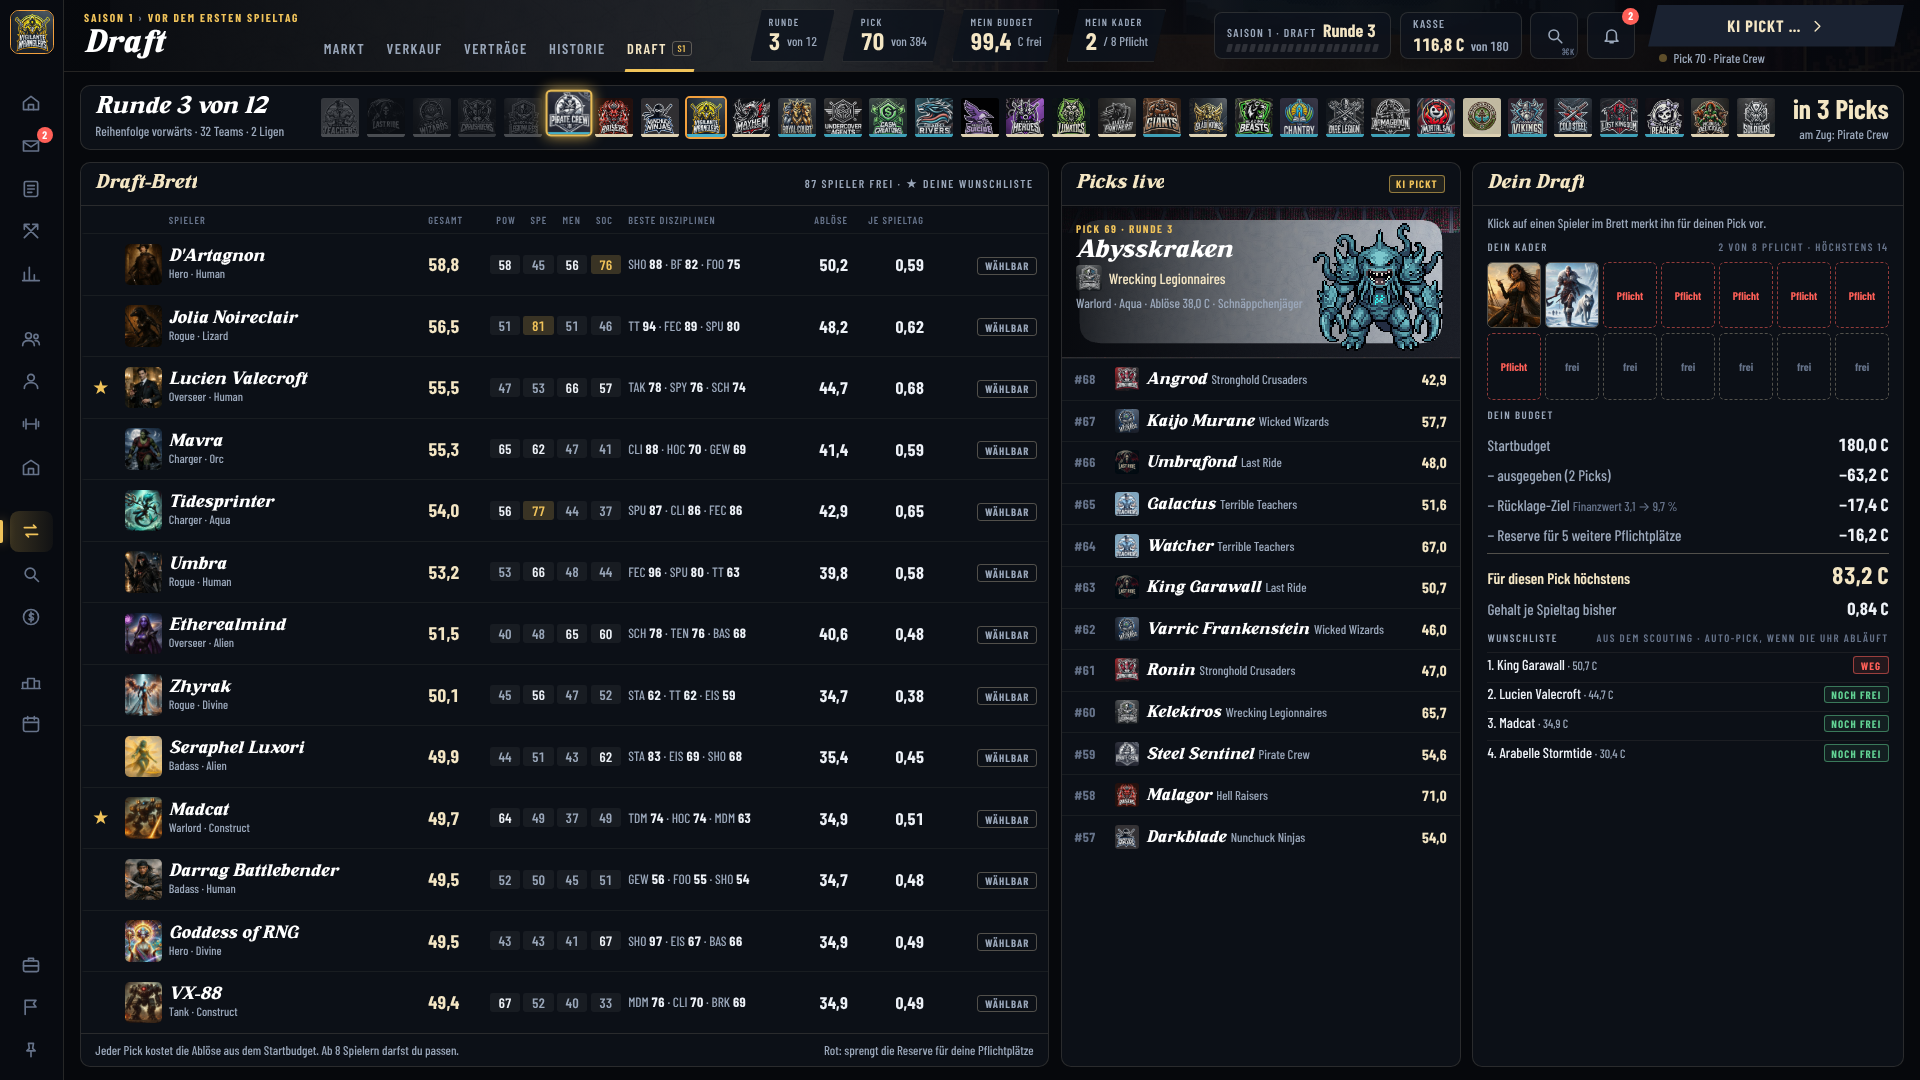 SAISON 1 › VOR DEM ERSTEN SPIELTAG
Draft
MARKT VERKAUF VERTRÄGE HISTORIE DRAFT S1
RUNDE
3 von 12
PICK
70 von 384
MEIN BUDGET
99,4 C frei
MEIN KADER
2 / 8 Pflicht
SAISON 1 · DRAFT Runde 3
KASSE
116,8 C von 180
⌘K
2
KI PICKT ...
Pick 70 · Pirate Crew
2
Runde 3 von 12
Reihenfolge vorwärts · 32 Teams · 2 Ligen
in 3 Picks
am Zug: Pirate Crew
Draft-Brett
87 SPIELER FREI · ★ DEINE WUNSCHLISTE
SPIELER GESAMT POW SPE MEN SOC BESTE DISZIPLINEN ABLÖSE JE SPIELTAG
D'Artagnon
Hero · Human
58,8 58 45 56 76 SHO 88 · BF 82 · FOO 75 50,2 0,59 WÄHLBAR
Jolia Noireclair
Rogue · Lizard
56,5 51 81 51 46 TT 94 · FEC 89 · SPU 80 48,2 0,62 WÄHLBAR
★ Lucien Valecroft
Overseer · Human
55,5 47 53 66 57 TAK 78 · SPY 76 · SCH 74 44,7 0,68 WÄHLBAR
Mavra
Charger · Orc
55,3 65 62 47 41 CLI 88 · HOC 70 · GEW 69 41,4 0,59 WÄHLBAR
Tidesprinter
Charger · Aqua
54,0 56 77 44 37 SPU 87 · CLI 86 · FEC 86 42,9 0,65 WÄHLBAR
Umbra
Rogue · Human
53,2 53 66 48 44 FEC 96 · SPU 80 · TT 63 39,8 0,58 WÄHLBAR
Etherealmind
Overseer · Alien
51,5 40 48 65 60 SCH 78 · TEN 76 · BAS 68 40,6 0,48 WÄHLBAR
Zhyrak
Rogue · Divine
50,1 45 56 47 52 STA 62 · TT 62 · EIS 59 34,7 0,38 WÄHLBAR
Seraphel Luxori
Badass · Alien
49,9 44 51 43 62 STA 83 · EIS 69 · SHO 68 35,4 0,45 WÄHLBAR
★ Madcat
Warlord · Construct
49,7 64 49 37 49 TDM 74 · HOC 74 · MDM 63 34,9 0,51 WÄHLBAR
Darrag Battlebender
Badass · Human
49,5 52 50 45 51 GEW 56 · FOO 55 · SHO 54 34,7 0,48 WÄHLBAR
Goddess of RNG
Hero · Divine
49,5 43 43 41 67 SHO 97 · EIS 67 · BAS 66 34,9 0,49 WÄHLBAR
VX-88
Tank · Construct
49,4 67 52 40 33 MDM 76 · CLI 70 · BRK 69 34,9 0,49 WÄHLBAR
Jeder Pick kostet die Ablöse aus dem Startbudget. Ab 8 Spielern darfst du passen.
Rot: sprengt die Reserve für deine Pflichtplätze
Picks live
KI PICKT
PICK 69 · RUNDE 3
Abysskraken
Wrecking Legionnaires
Warlord · Aqua · Ablöse 38,0 C · Schnäppchenjäger
#68 Angrod Stronghold Crusaders 42,9
#67 Kaijo Murane Wicked Wizards 57,7
#66 Umbrafond Last Ride 48,0
#65 Galactus Terrible Teachers 51,6
#64 Watcher Terrible Teachers 67,0
#63 King Garawall Last Ride 50,7
#62 Varric Frankenstein Wicked Wizards 46,0
#61 Ronin Stronghold Crusaders 47,0
#60 Kelektros Wrecking Legionnaires 65,7
#59 Steel Sentinel Pirate Crew 54,6
#58 Malagor Hell Raisers 71,0
#57 Darkblade Nunchuck Ninjas 54,0
Dein Draft
Klick auf einen Spieler im Brett merkt ihn für deinen Pick vor.
DEIN KADER 2 VON 8 PFLICHT · HÖCHSTENS 14
Pflicht Pflicht Pflicht Pflicht Pflicht
Pflicht frei frei frei frei frei frei
DEIN BUDGET
Startbudget 180,0 C
− ausgegeben (2 Picks) −63,2 C
− Rücklage-Ziel Finanzwert 3,1 → 9,7 % −17,4 C
− Reserve für 5 weitere Pflichtplätze −16,2 C
Für diesen Pick höchstens 83,2 C
Gehalt je Spieltag bisher 0,84 C
WUNSCHLISTE AUS DEM SCOUTING · AUTO-PICK, WENN DIE UHR ABLÄUFT
1. King Garawall · 50,7 C WEG
2. Lucien Valecroft · 44,7 C NOCH FREI
3. Madcat · 34,9 C NOCH FREI
4. Arabelle Stormtide · 30,4 C NOCH FREI